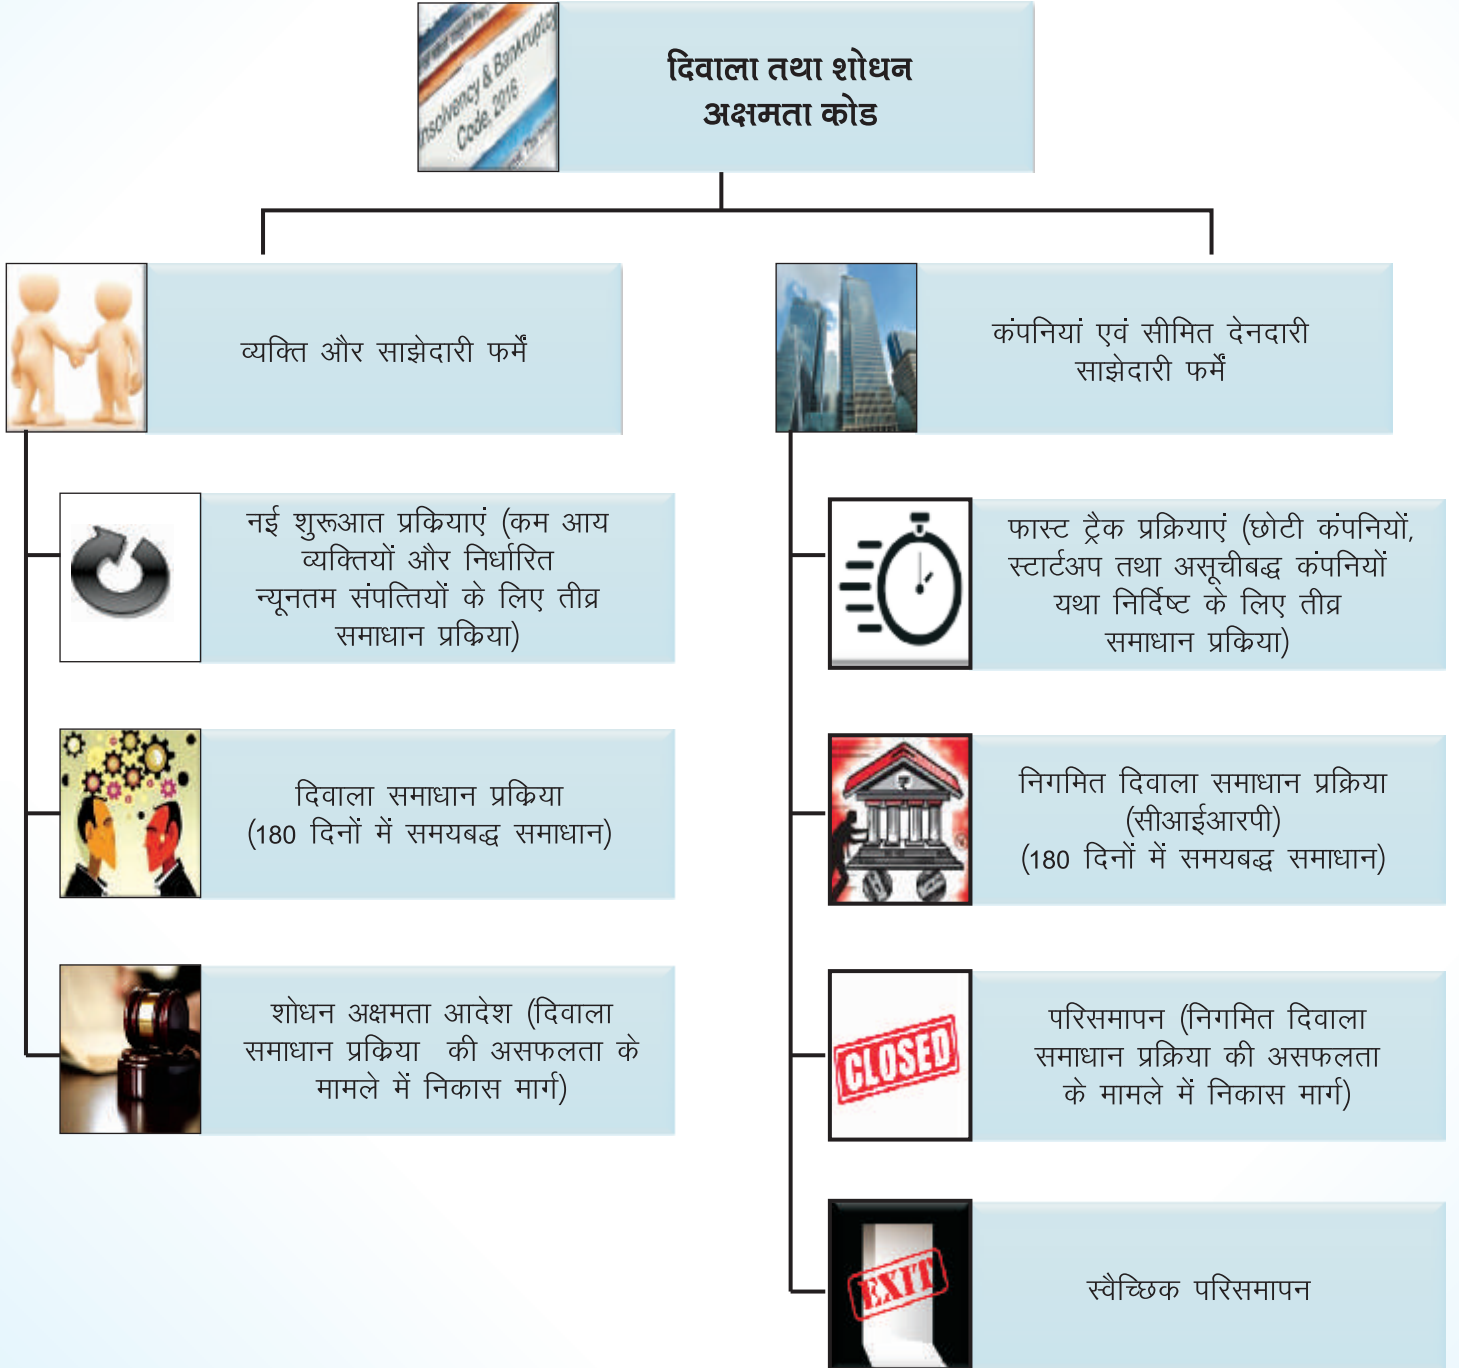 Insolvency & Bankruptcy
Code, 2016
दिवाला तथा शोधन
अक्षमता कोड
व्यक्ति और साझेदारी फर्में
नई शुरूआत प्रक्रियाएं (कम आय
व्यक्तियों और निर्धारित
न्यूनतम संपत्तियों के लिए तीव्र
समाधान प्रक्रिया)
दिवाला समाधान प्रक्रिया
(180 दिनों में समयबद्ध समाधान)
शोधन अक्षमता आदेश (दिवाला
समाधान प्रक्रिया की असफलता के
मामले में निकास मार्ग)
कंपनियां एवं सीमित देनदारी
साझेदारी फर्में
फास्ट ट्रैक प्रक्रियाएं (छोटी कंपनियों,
स्टार्टअप तथा असूचीबद्ध कंपनियों
यथा निर्दिष्ट के लिए तीव्र
समाधान प्रक्रिया)
निगमित दिवाला समाधान प्रक्रिया
(सीआईआरपी)
(180 दिनों में समयबद्ध समाधान)
CLOSED
परिसमापन (निगमित दिवाला
समाधान प्रक्रिया की असफलता
के मामले में निकास मार्ग)
EXIT
स्वैच्छिक परिसमापन